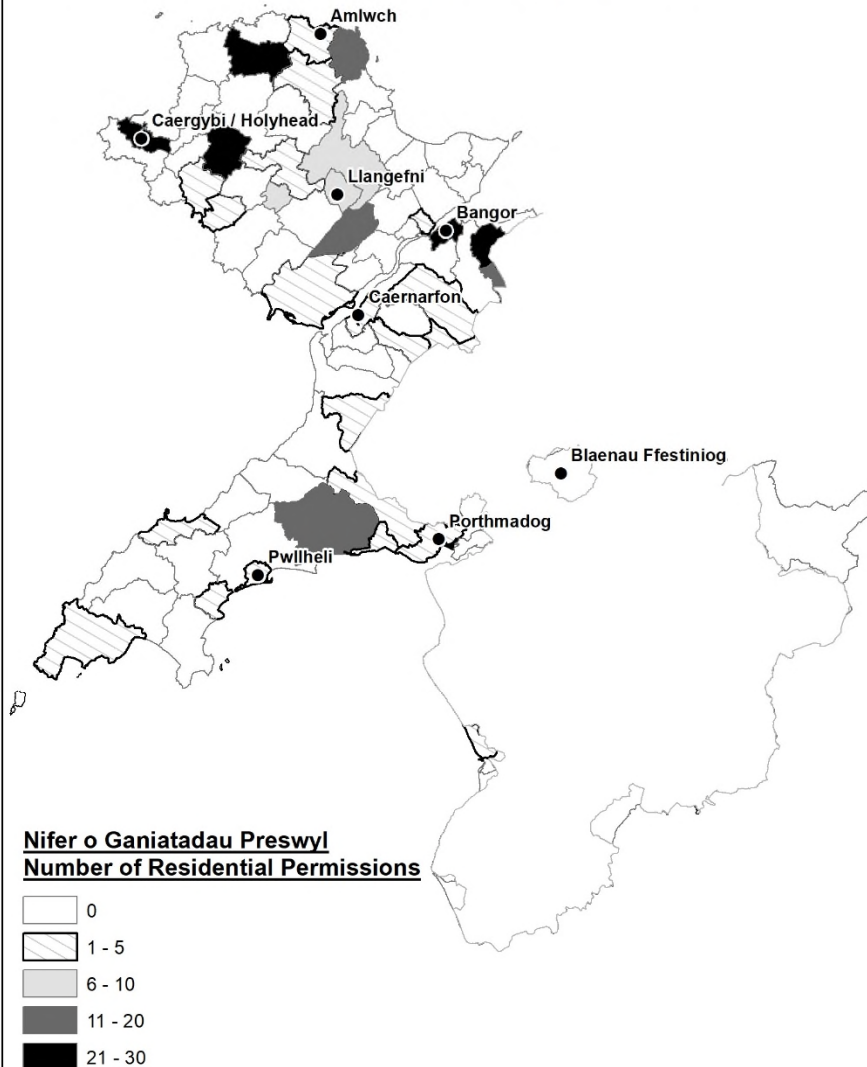 Amlwch
Caergybi / Holyhead
Llangefni
Bangor
Caernarfon
Blaenau Ffestiniog
Porthmadog
Pwllheli
Nifer o Ganiatadau Preswyl
Number of Residential Permissions
0
1 - 5
6 - 10
11 - 20
21 - 30